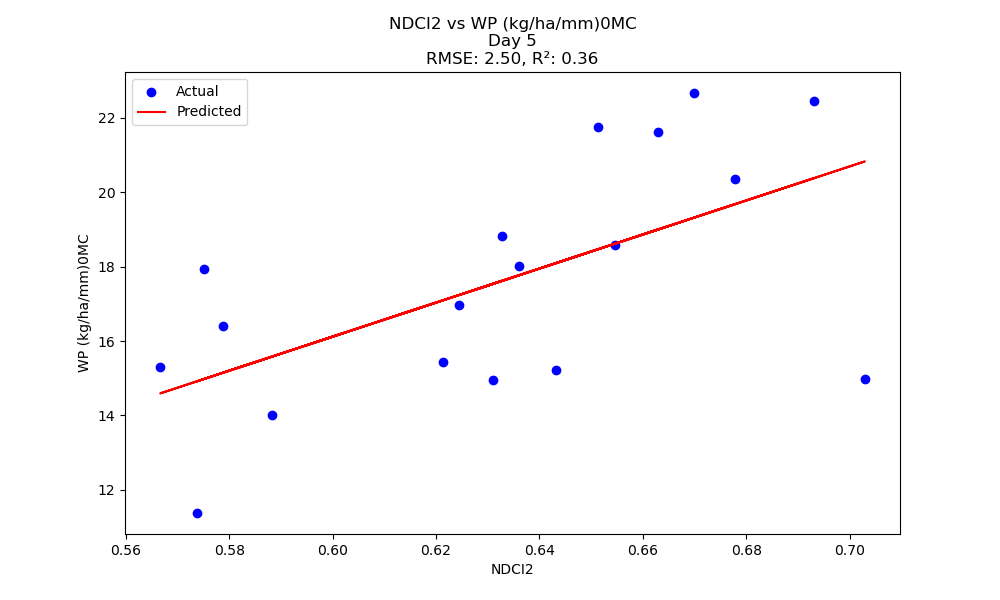 NDCI2 vs WP (kg/ha/mm)0MC
Day 5
RMSE: 2.50, R²: 0.36
Actual
Predicted
WP (kg/ha/mm)0MC
22
20
18
16
14
12
0.56 0.58 0.60 0.62 0.64 0.66 0.68 0.70
NDCI2